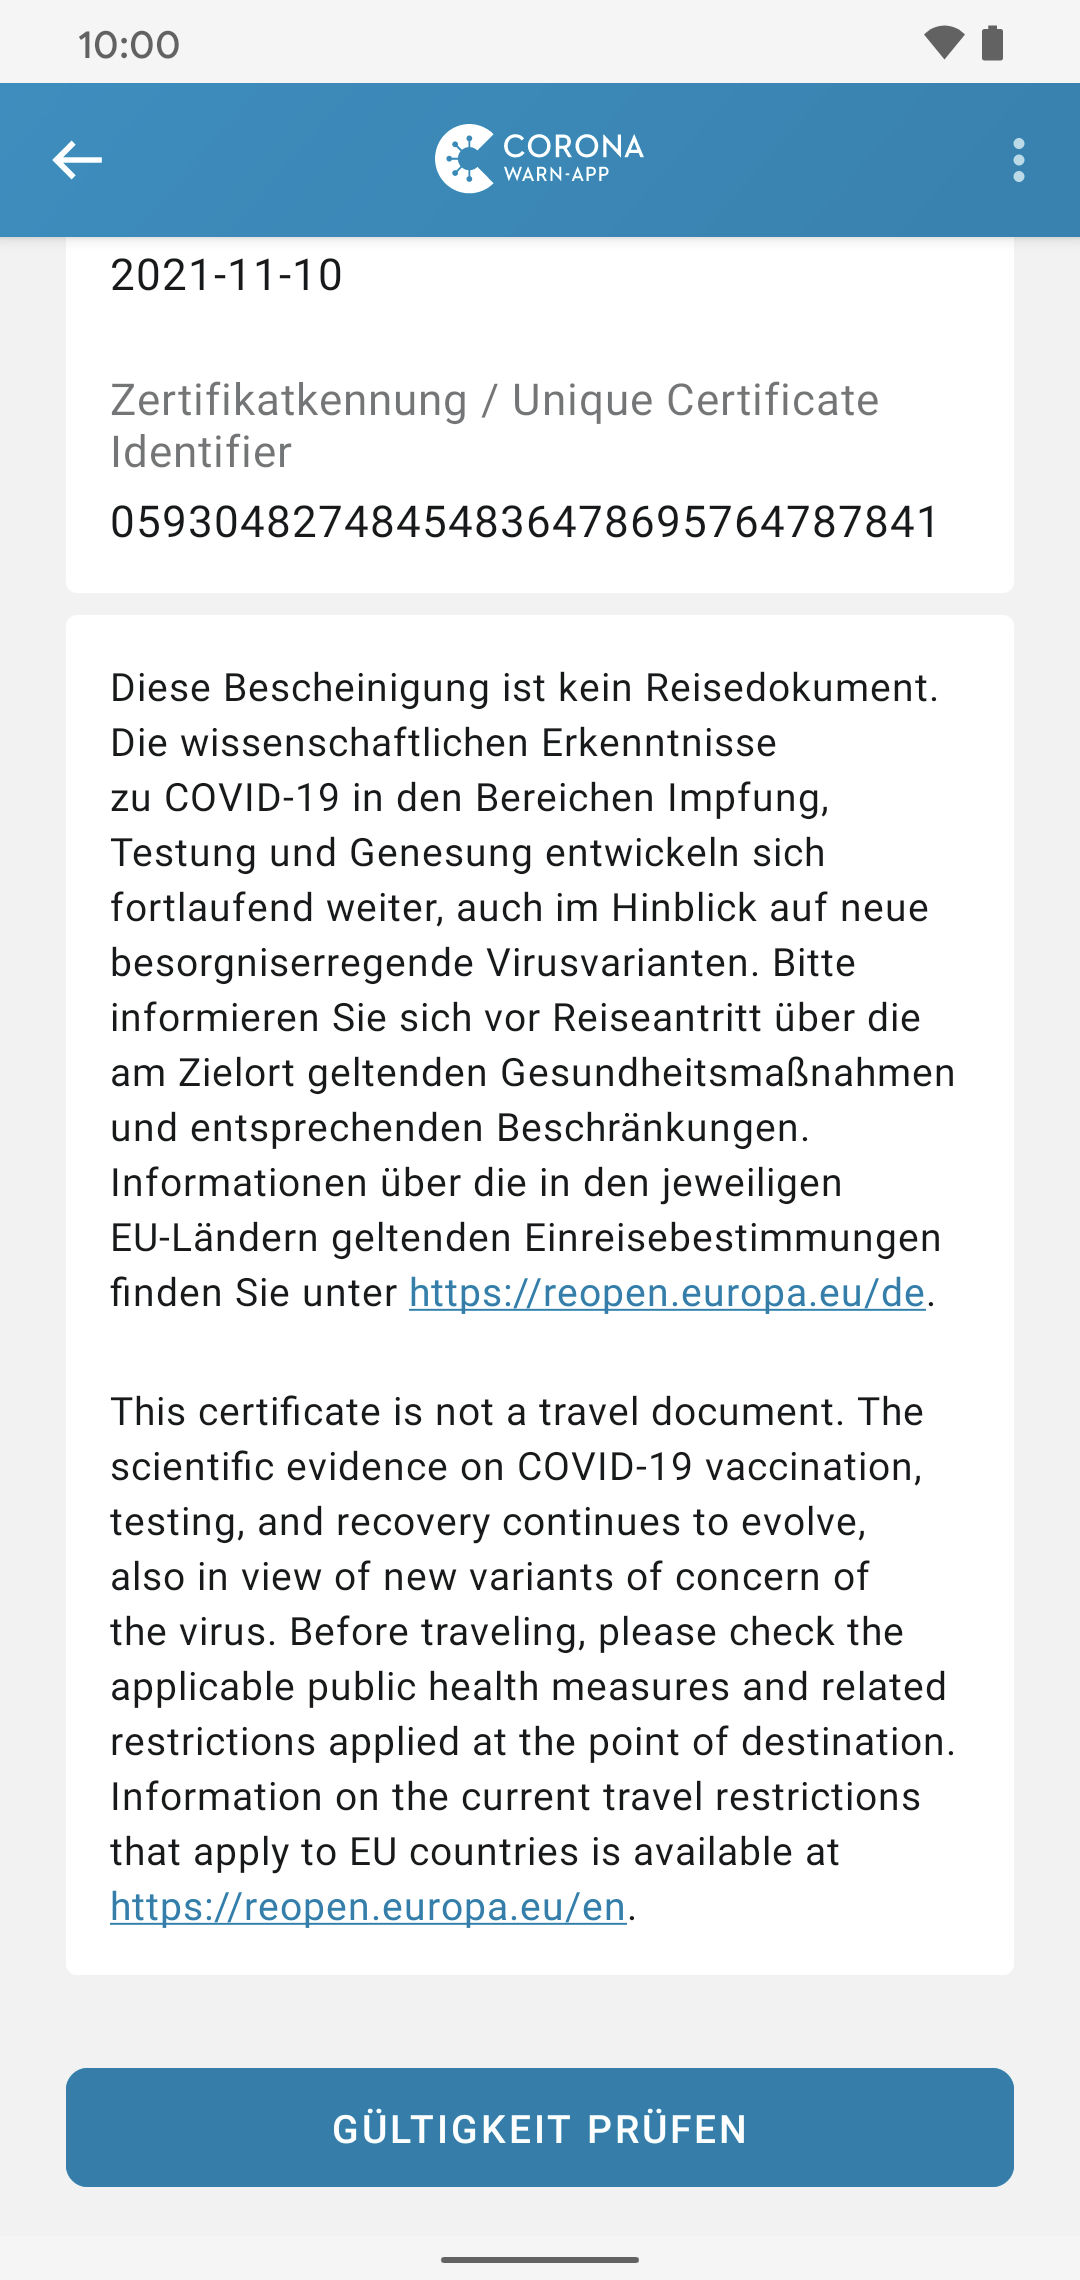 10:00
CORONA
WARN-APP
2021-11-10
Zertifikatkennung / Unique Certificate
Identifier
05930482748454836478695764787841
Diese Bescheinigung ist kein Reisedokument.
Die wissenschaftlichen Erkenntnisse
zu COVID-19 in den Bereichen Impfung,
Testung und Genesung entwickeln sich
fortlaufend weiter, auch im Hinblick auf neue
besorgniserregende Virusvarianten. Bitte
informieren Sie sich vor Reiseantritt über die
am Zielort geltenden Gesundheitsmaßnahmen
und entsprechenden Beschränkungen.
Informationen über die in den jeweiligen
EU-Ländern geltenden Einreisebestimmungen
finden Sie unter https://reopen.europa.eu/de.
This certificate is not a travel document. The
scientific evidence on COVID-19 vaccination,
testing, and recovery continues to evolve,
also in view of new variants of concern of
the virus. Before traveling, please check the
applicable public health measures and related
restrictions applied at the point of destination.
Information on the current travel restrictions
that apply to EU countries is available at
https://reopen.europa.eu/en.
GÜLTIGKEIT PRÜFEN